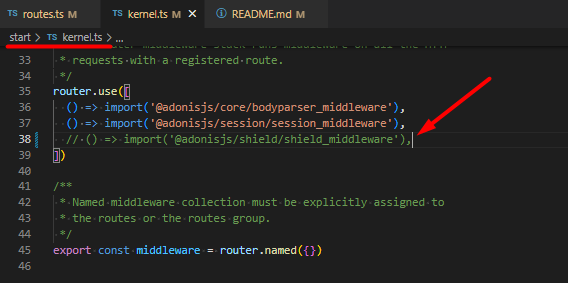 TS routes.ts TS kernel.ts × README.md
start > TS kernel.ts > ...
33 * requests with a registered route.
34 */
35 router.use([
36 () => import('@adonisjs/core/bodyparser_middleware'),
37 () => import('@adonisjs/session/session_middleware'),
38 // () => import('@adonisjs/shield/shield_middleware'),
39 ])
41 /**
42 * Named middleware collection must be explicitly assigned to
43 * the routes or the routes group.
44 */
45 export const middleware = router.named({})
46